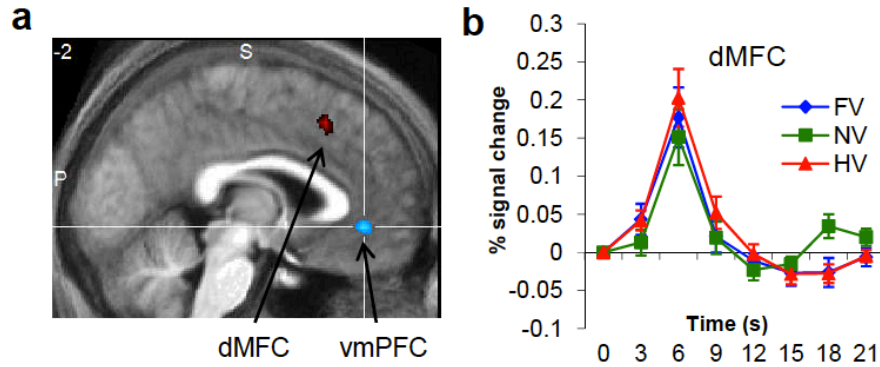 a
-2
S
P
dMFC
vmPFC
b
dMFC
% signal change
0.3
0.25
0.2
0.15
0.1
0.05
0
-0.05
-0.1
FV
NV
HV
Time (s)
0 3 6 9 12 15 18 21